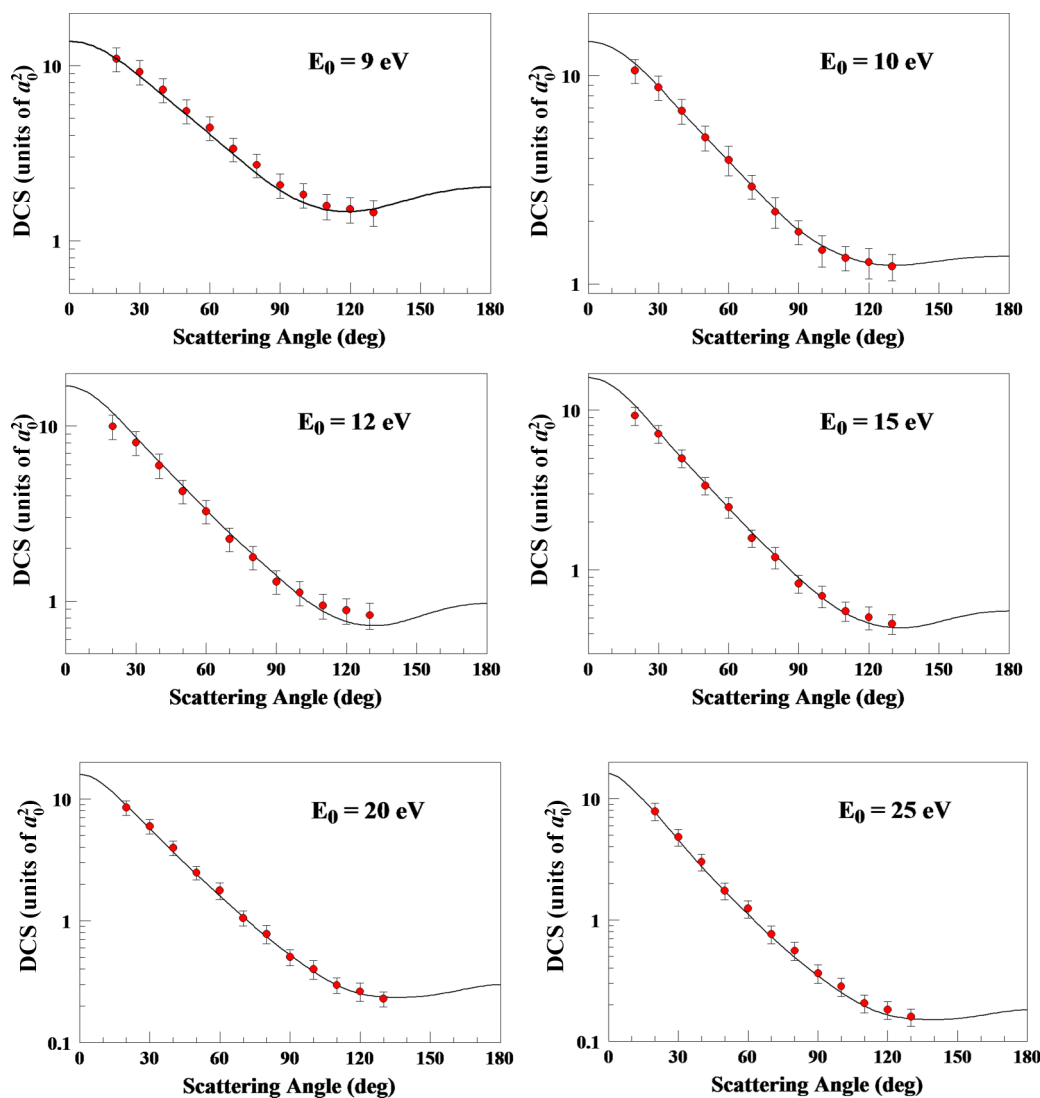 DCS (units of a₀²)
10
1
E₀ = 9 eV
0 30 60 90 120 150 180
Scattering Angle (deg)
DCS (units of a₀²)
10
1
E₀ = 10 eV
0 30 60 90 120 150 180
Scattering Angle (deg)
DCS (units of a₀²)
10
1
E₀ = 12 eV
0 30 60 90 120 150 180
Scattering Angle (deg)
DCS (units of a₀²)
10
1
E₀ = 15 eV
0 30 60 90 120 150 180
Scattering Angle (deg)
DCS (units of a₀²)
10
1
0.1
E₀ = 20 eV
0 30 60 90 120 150 180
Scattering Angle (deg)
DCS (units of a₀²)
10
1
0.1
E₀ = 25 eV
0 30 60 90 120 150 180
Scattering Angle (deg)